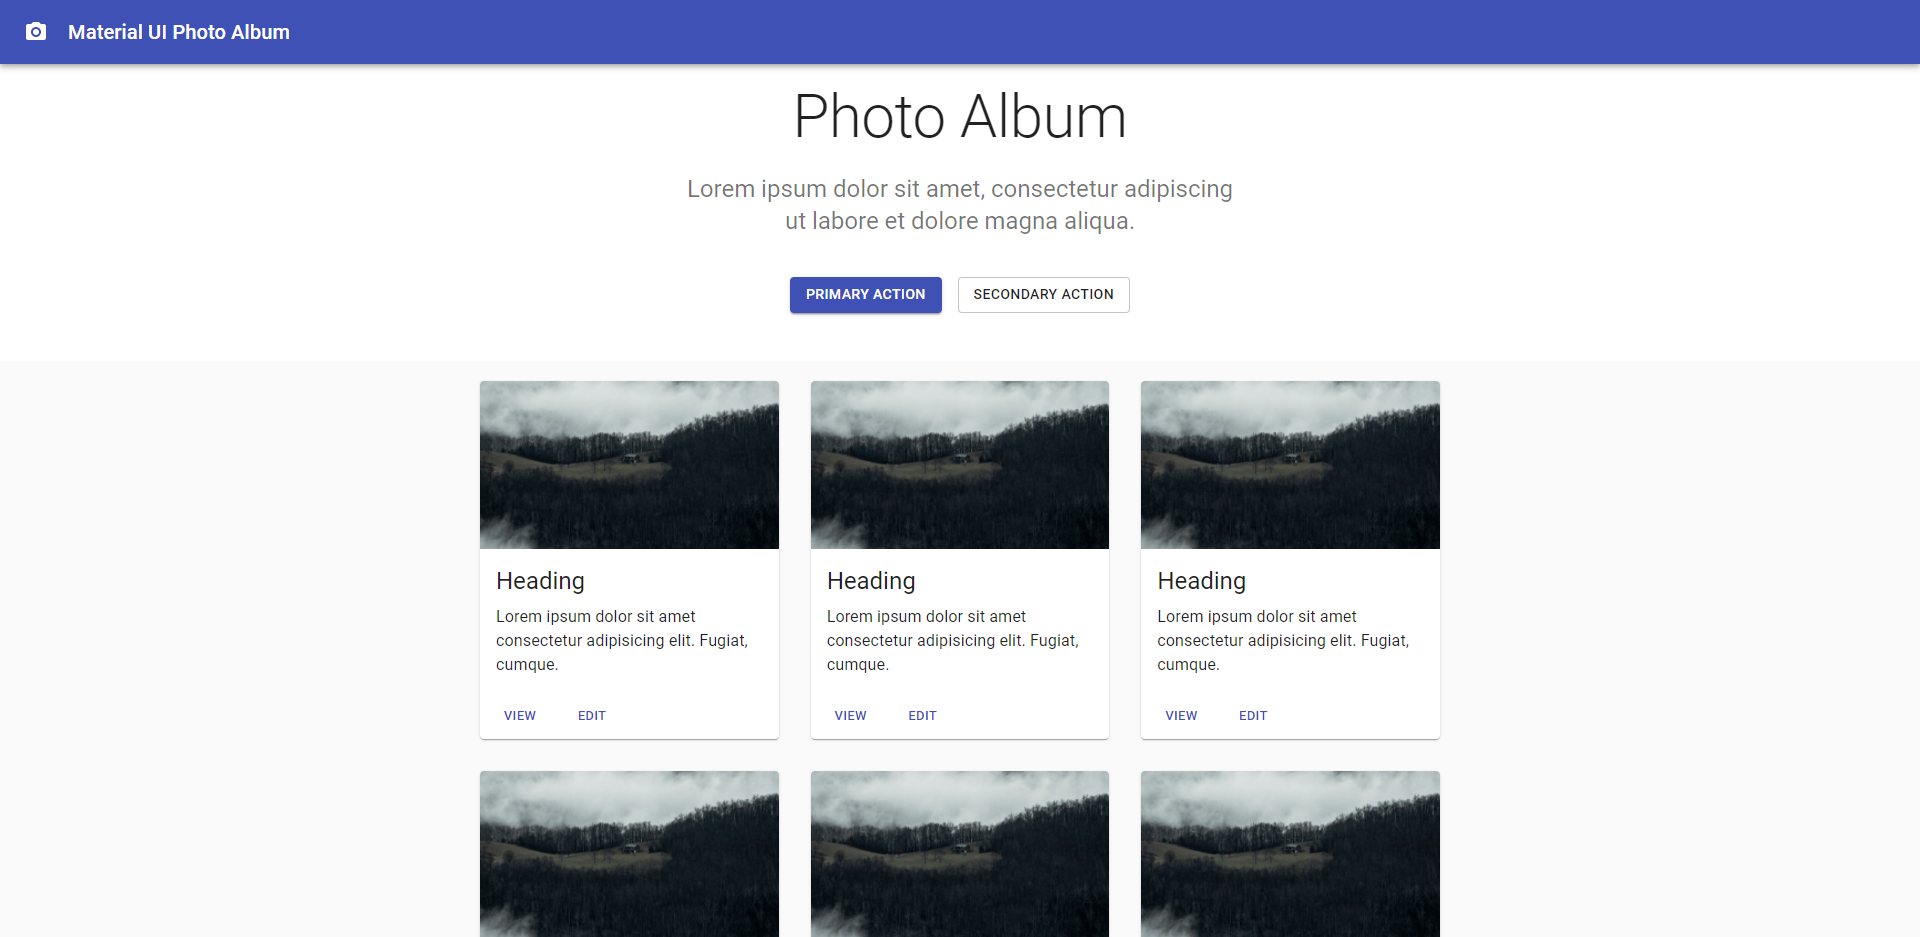 Material UI Photo Album
Photo Album
Lorem ipsum dolor sit amet, consectetur adipiscing
ut labore et dolore magna aliqua.
PRIMARY ACTION
SECONDARY ACTION
Heading
Lorem ipsum dolor sit amet
consectetur adipisicing elit. Fugiat,
cumque.
VIEW EDIT
Heading
Lorem ipsum dolor sit amet
consectetur adipisicing elit. Fugiat,
cumque.
VIEW EDIT
Heading
Lorem ipsum dolor sit amet
consectetur adipisicing elit. Fugiat,
cumque.
VIEW EDIT